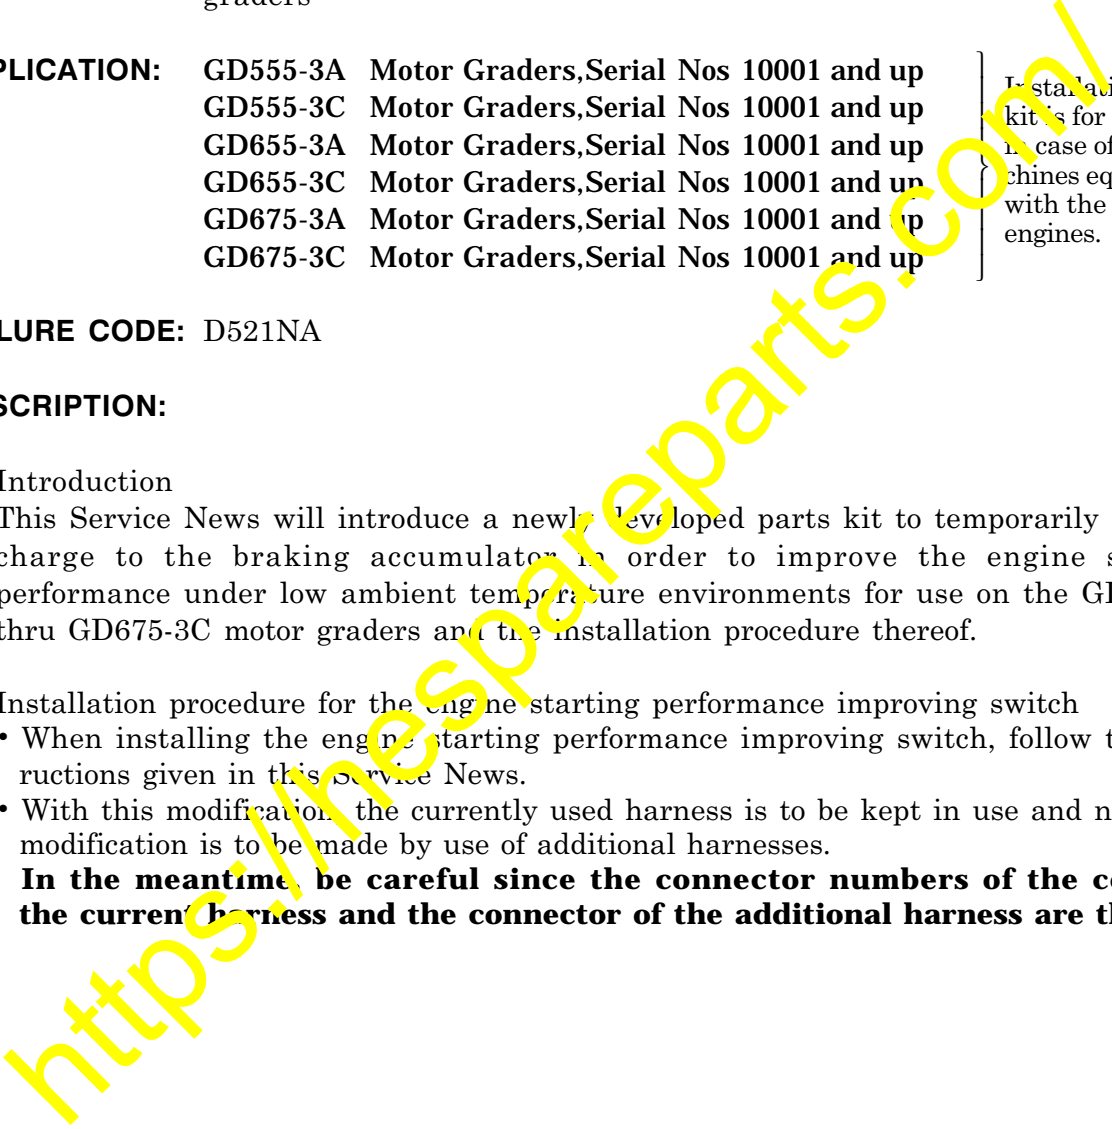 graders
PLICATION: GD555-3A Motor Graders,Serial Nos 10001 and up
GD555-3C Motor Graders,Serial Nos 10001 and up
GD655-3A Motor Graders,Serial Nos 10001 and up
GD655-3C Motor Graders,Serial Nos 10001 and up
GD675-3A Motor Graders,Serial Nos 10001 and up
GD675-3C Motor Graders,Serial Nos 10001 and up
Installati
kit is for
in case of
chines eq
with the
engines.
LURE CODE: D521NA
SCRIPTION:
Introduction
This Service News will introduce a newly developed parts kit to temporarily
charge to the braking accumulator in order to improve the engine s
performance under low ambient temperature environments for use on the GD
thru GD675-3C motor graders and the installation procedure thereof.
Installation procedure for the engine starting performance improving switch
• When installing the engine starting performance improving switch, follow t
ructions given in this Service News.
• With this modification, the currently used harness is to be kept in use and n
modification is to be made by use of additional harnesses.
In the meantime, be careful since the connector numbers of the co
the current harness and the connector of the additional harness are th
https://hespareparts.com/